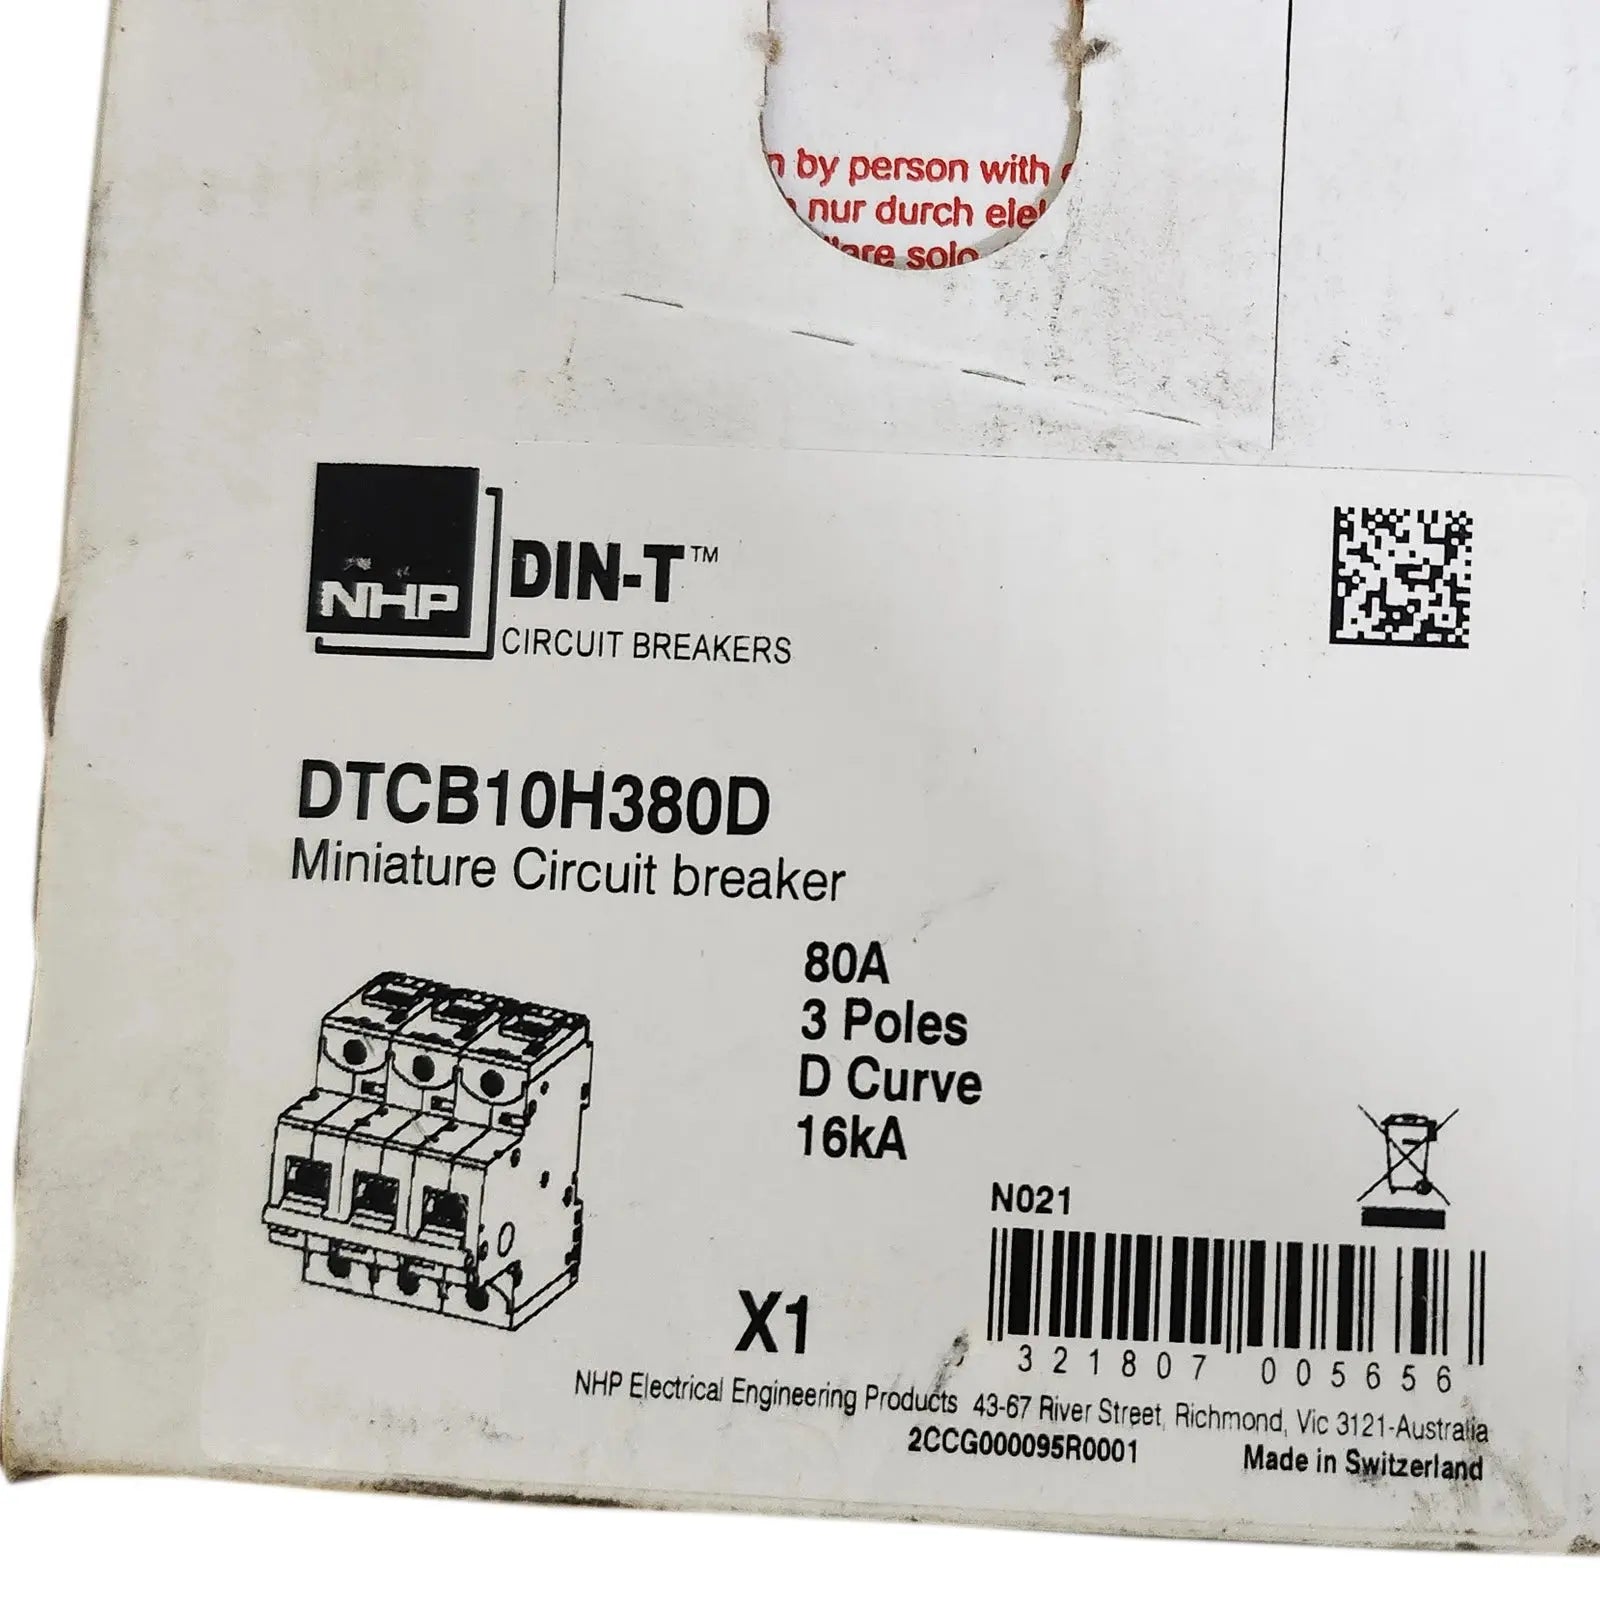 by person with
nur durch
solo
NHP
DIN-T™
CIRCUIT BREAKERS
DTCB10H380D
Miniature Circuit breaker
80A
3 Poles
D Curve
16kA
N021
X1
321807 005656
NHP Electrical Engineering Products 43-67 River Street, Richmond, Vic 3121-Australia
2CCG000095R0001 Made in Switzerland